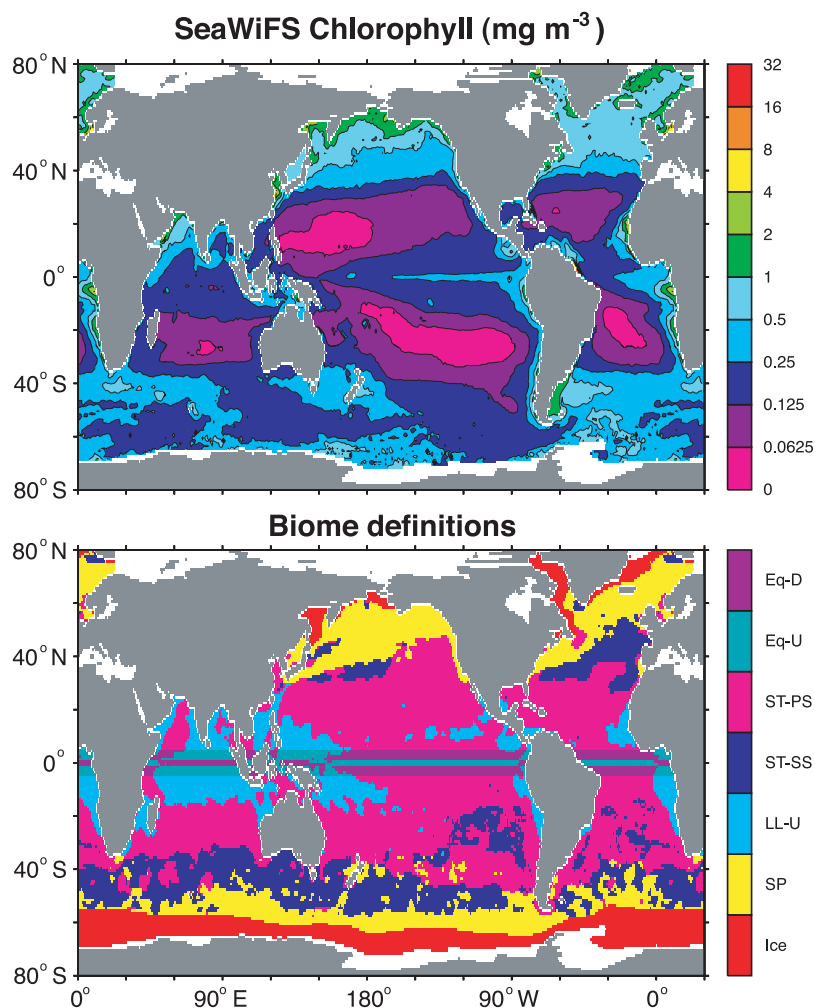 SeaWiFS Chlorophyll (mg m⁻³)
80° N
40° N
0°
40° S
80° S
32
16
8
4
2
1
0.5
0.25
0.125
0.0625
0
Biome definitions
80° N
40° N
0°
40° S
80° S
0°
90° E
180°
90° W
0°
Eq-D
Eq-U
ST-PS
ST-SS
LL-U
SP
Ice